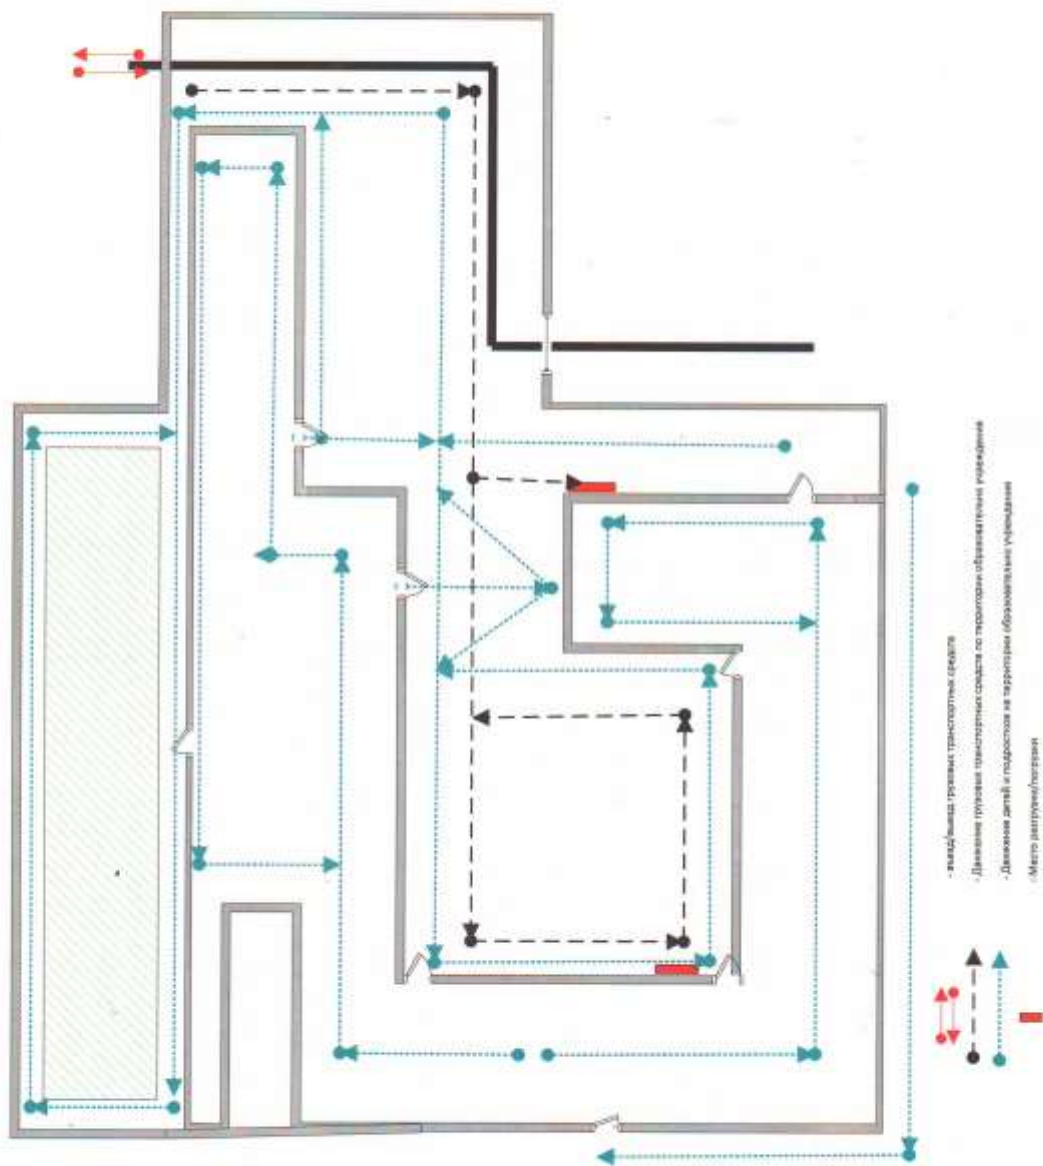 - въезд/выезд грузовых транспортных средств
- Движение грузовых транспортных средств по территории образовательного учреждения
- Движение детей и подростков на территории образовательного учреждения
- Место разгрузки/погрузки